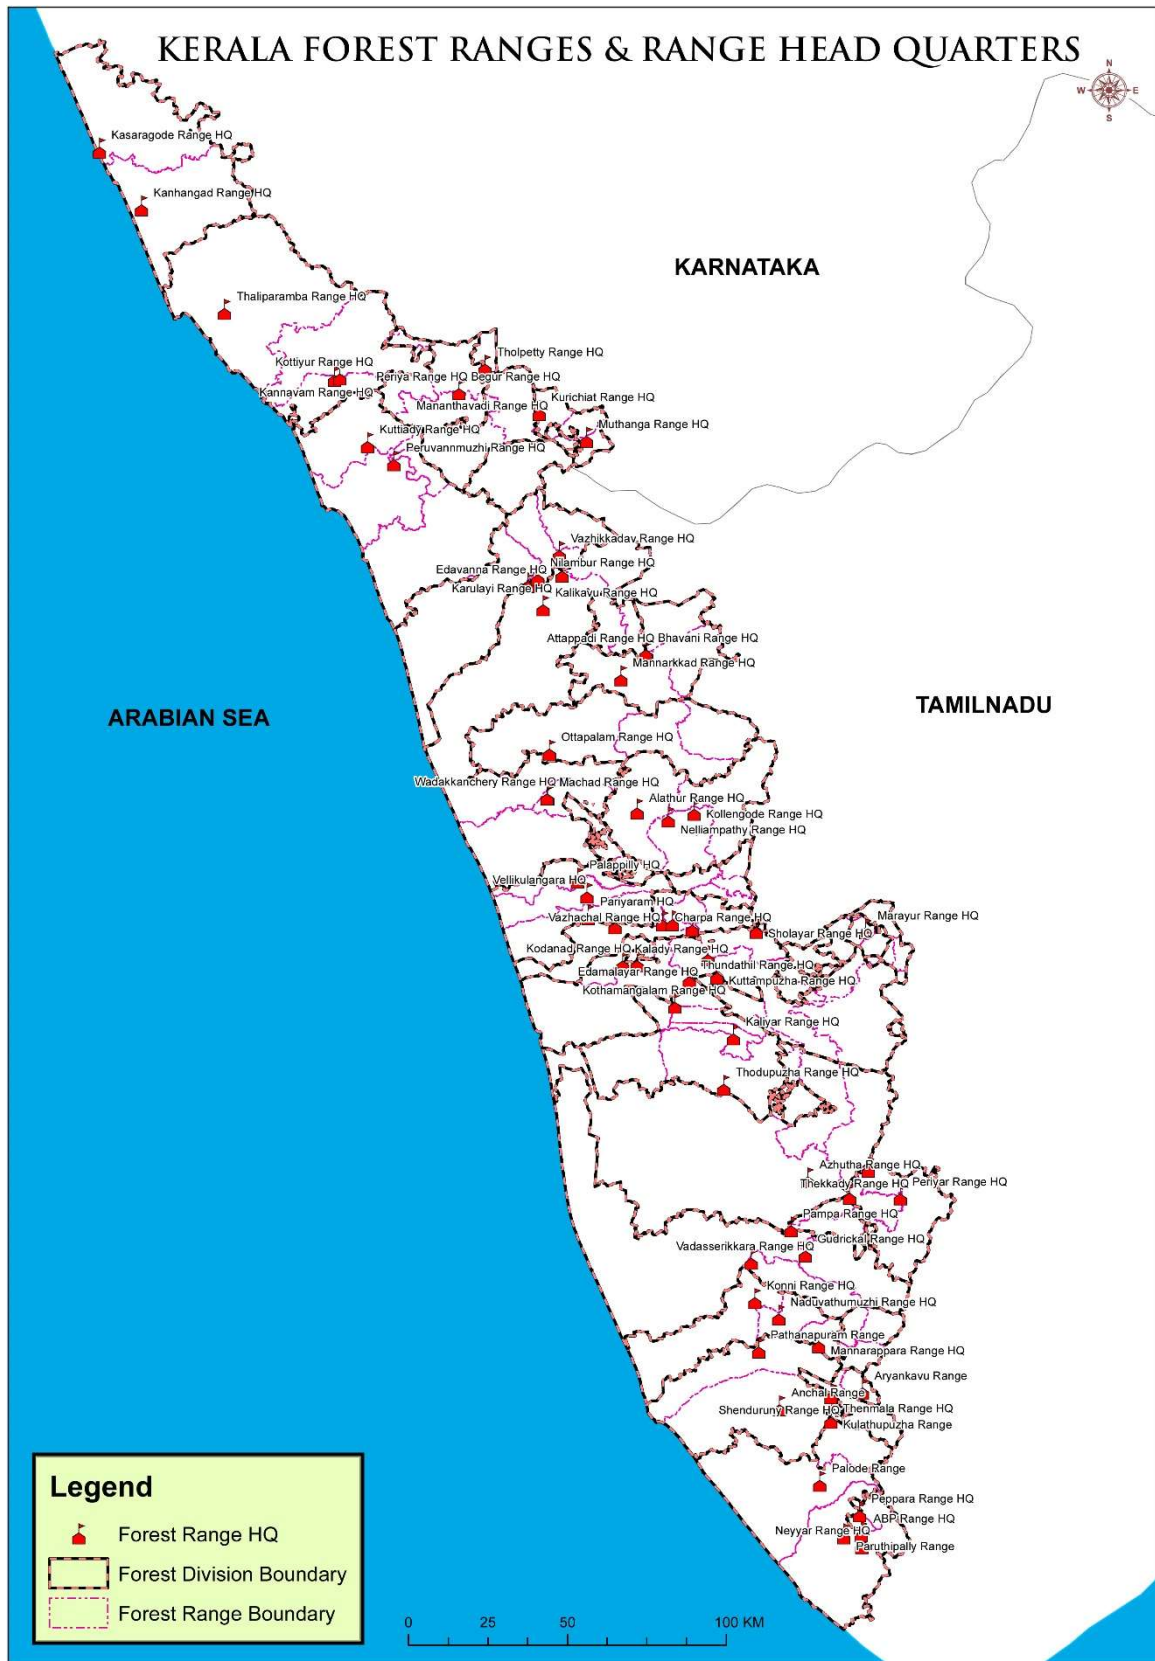 KERALA FOREST RANGES & RANGE HEAD QUARTERS
N
W E
S
Kasaragode Range HQ
Kanhangad Range HQ
KARNATAKA
Thaliparamba Range HQ
Tholpetty Range HQ
Kottiyur Range HQ
Periya Range HQ Begur Range HQ
Kannavam Range HQ
Kurichiat Range HQ
Mananthavadi Range HQ
Muthanga Range HQ
Kuttiady Range HQ
Peruvannmuzhi Range HQ
Vazhikkadav Range HQ
Nilambur Range HQ
Edavanna Range HQ
Karulayi Range HQ
Kalikavu Range HQ
Attappadi Range HQ Bhavani Range HQ
Mannarkkad Range HQ
TAMILNADU
ARABIAN SEA
Ottapalam Range HQ
Wadakkanchery Range HQ Machad Range HQ
Alathur Range HQ
Kollengode Range HQ
Nelliampathy Range HQ
Palappilly HQ
Vellikulangara HQ
Pariyaram HQ
Vazhachal Range HQ Charpa Range HQ
Marayur Range HQ
Sholayar Range HQ
Kodanad Range HQ Kalady Range HQ
Thundathil Range HQ
Edamalayar Range HQ
Kuttampuzha Range HQ
Kothamangalam Range HQ
Kaliyar Range HQ
Thodupuzha Range HQ
Azhutha Range HQ
Thekkady Range HQ Periyar Range HQ
Pampa Range HQ
Gudrickal Range HQ
Vadasserikkara Range HQ
Konni Range HQ
Naduvathumuzhi Range HQ
Pathanapuram Range
Mannarappara Range HQ
Aryankavu Range
Anchal Range
Shenduruny Range HQ Thenmala Range HQ
Kulathupuzha Range
Palode Range
Peppara Range HQ
ABP Range HQ
Neyyar Range HQ
Paruthipally Range
Legend
Forest Range HQ
Forest Division Boundary
Forest Range Boundary
0 25 50 100 KM